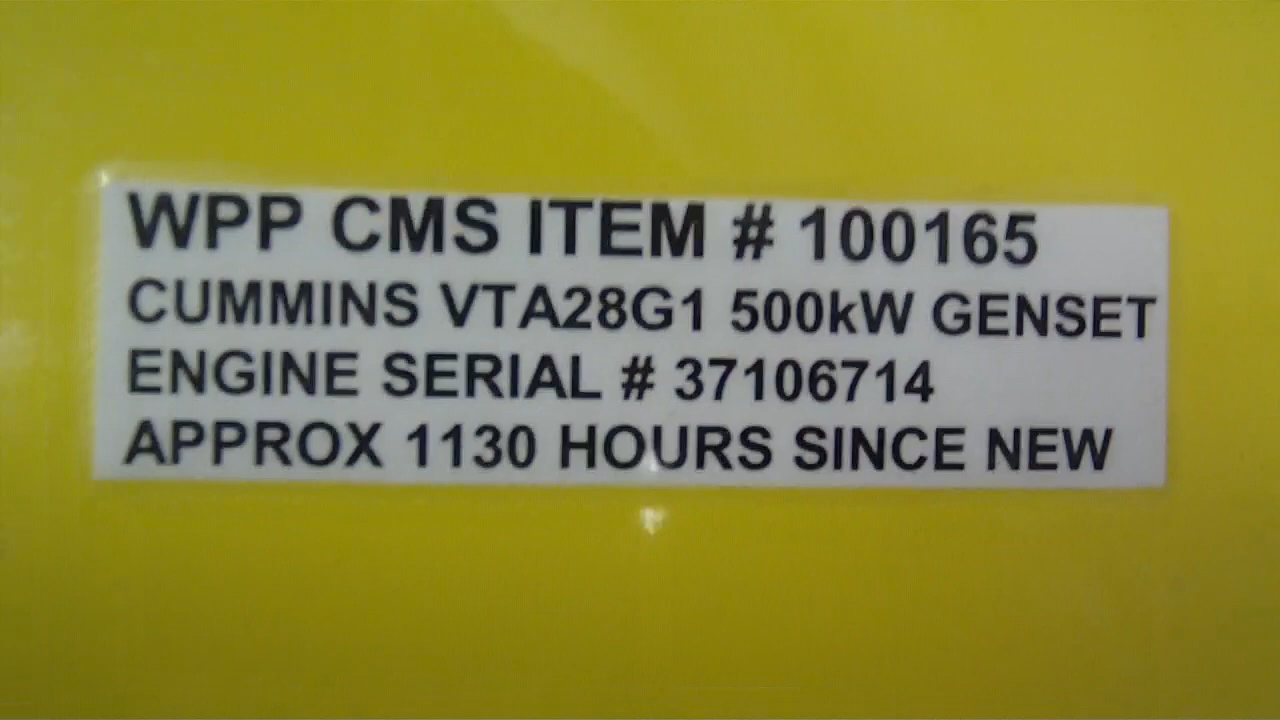 WPP CMS ITEM # 100165
CUMMINS VTA28G1 500kW GENSET
ENGINE SERIAL # 37106714
APPROX 1130 HOURS SINCE NEW